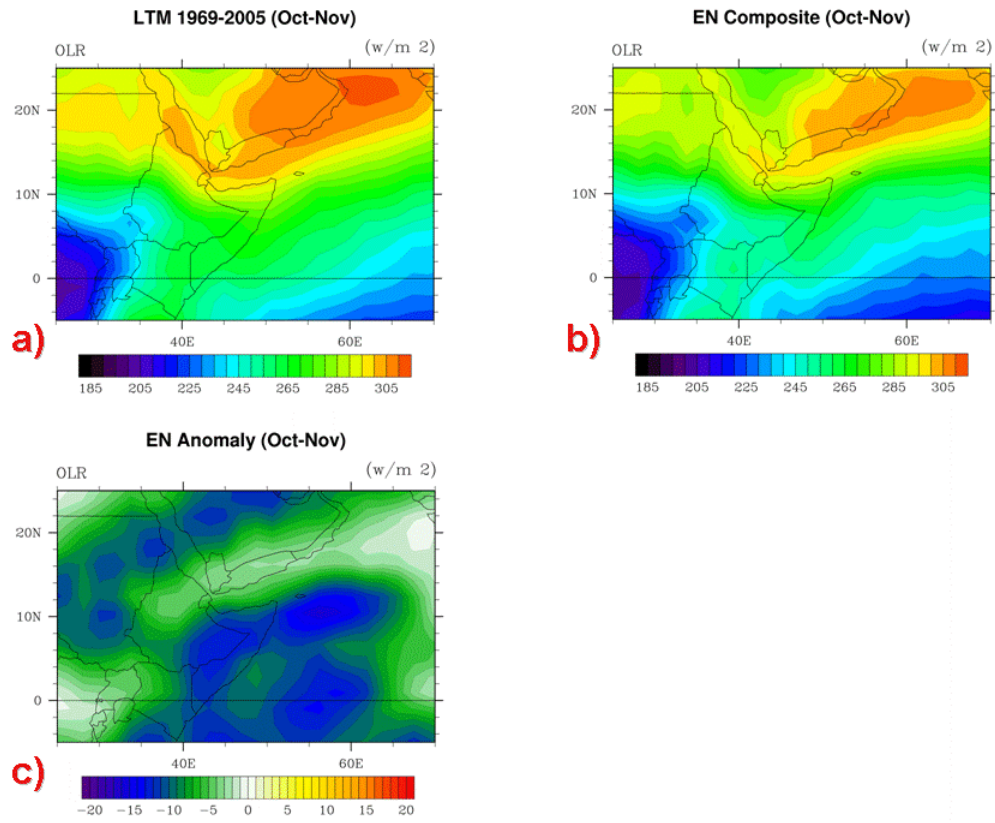 LTM 1969-2005 (Oct-Nov)
OLR (w/m 2)
20N
10N
0
40E 60E
a)
185 205 225 245 265 285 305
EN Composite (Oct-Nov)
OLR (w/m 2)
20N
10N
0
40E 60E
b)
185 205 225 245 265 285 305
EN Anomaly (Oct-Nov)
OLR (w/m 2)
20N
10N
0
40E 60E
c)
-20 -15 -10 -5 0 5 10 15 20